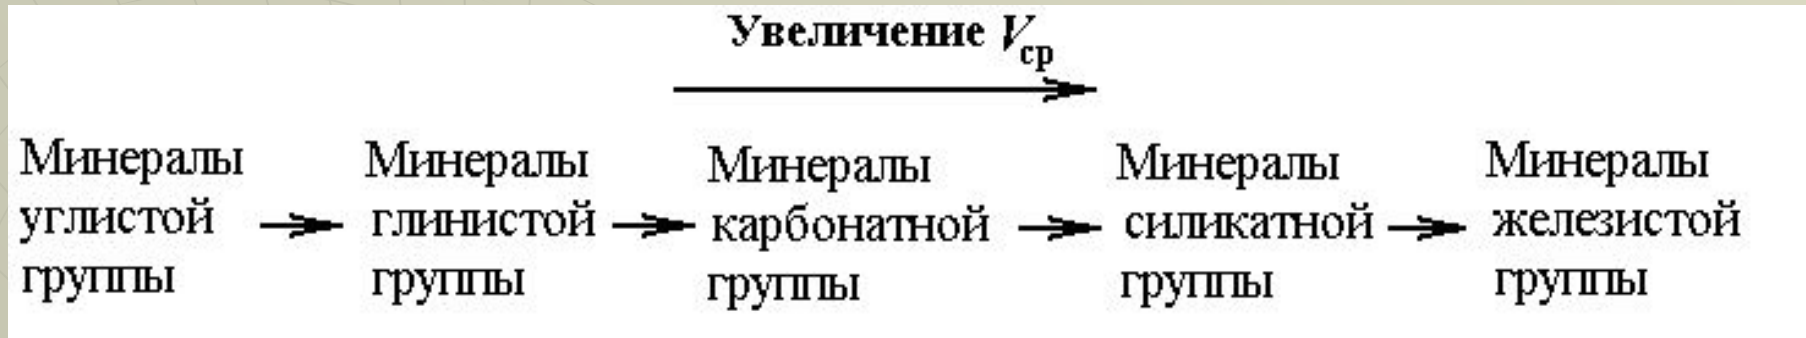 Увеличение Vср
Минералы углистой группы
Минералы глинистой группы
Минералы карбонатной группы
Минералы силикатной группы
Минералы железистой группы